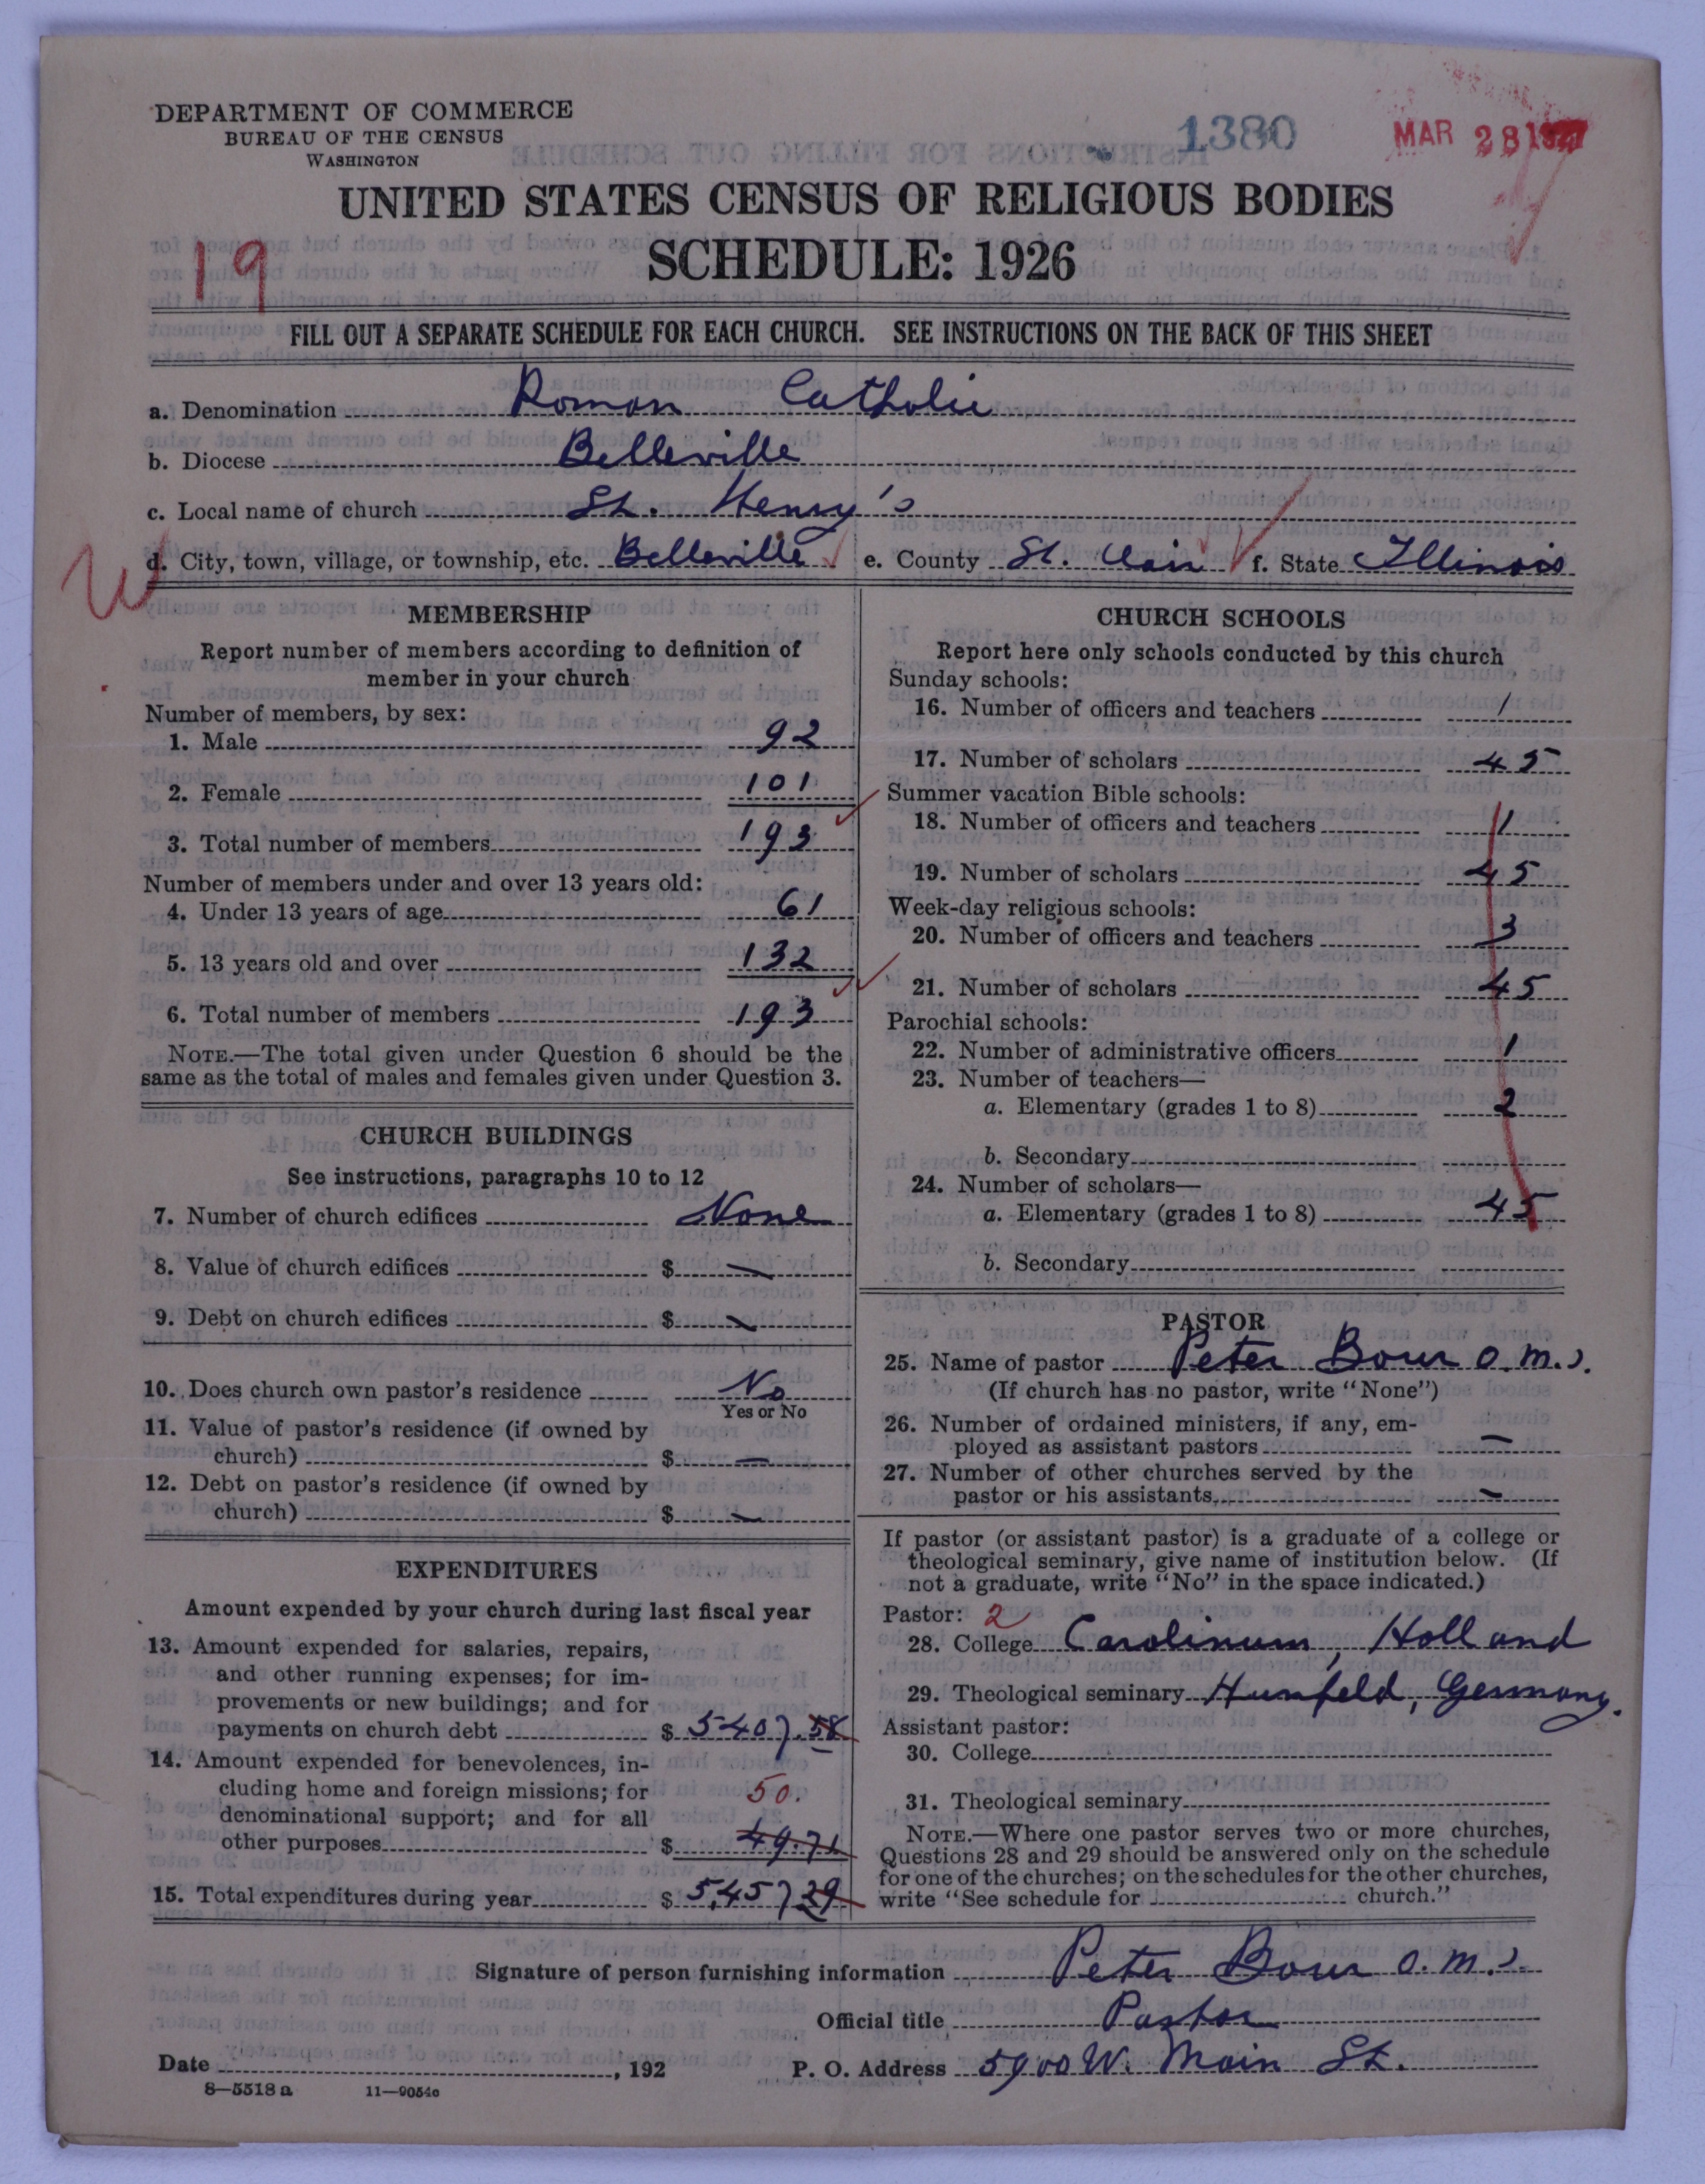 DEPARTMENT OF COMMERCE
BUREAU OF THE CENSUS
WASHINGTON
1380
MAR 28
UNITED STATES CENSUS OF RELIGIOUS BODIES
19
SCHEDULE: 1926
FILL OUT A SEPARATE SCHEDULE FOR EACH CHURCH. SEE INSTRUCTIONS ON THE BACK OF THIS SHEET
a. Denomination Roman Catholic
b. Diocese Belleville
c. Local name of church St. Henry's
d. City, town, village, or township, etc. Belleville e. County St. Clair f. State Illinois
MEMBERSHIP
Report number of members according to definition of
member in your church
Number of members, by sex:
1. Male 92
2. Female 101
3. Total number of members 193
Number of members under and over 13 years old:
4. Under 13 years of age 61
5. 13 years old and over 132
6. Total number of members 193
NOTE.—The total given under Question 6 should be the
same as the total of males and females given under Question 3.
CHURCH BUILDINGS
See instructions, paragraphs 10 to 12
7. Number of church edifices None
8. Value of church edifices $ —
9. Debt on church edifices $ —
10. Does church own pastor's residence No
Yes or No
11. Value of pastor's residence (if owned by
church) $ —
12. Debt on pastor's residence (if owned by
church) $ —
EXPENDITURES
Amount expended by your church during last fiscal year
13. Amount expended for salaries, repairs,
and other running expenses; for im-
provements or new buildings; and for
payments on church debt $ 5407.58
14. Amount expended for benevolences, in-
cluding home and foreign missions; for 50.
denominational support; and for all
other purposes $ 49.71
15. Total expenditures during year $ 5,457 29
CHURCH SCHOOLS
Report here only schools conducted by this church
Sunday schools:
16. Number of officers and teachers 1
17. Number of scholars 45
Summer vacation Bible schools:
18. Number of officers and teachers 1
19. Number of scholars 45
Week-day religious schools:
20. Number of officers and teachers 3
21. Number of scholars 45
Parochial schools:
22. Number of administrative officers 1
23. Number of teachers—
a. Elementary (grades 1 to 8) 2
b. Secondary
24. Number of scholars—
a. Elementary (grades 1 to 8) 45
b. Secondary
PASTOR
25. Name of pastor Peter Bour O.M.J.
(If church has no pastor, write "None")
26. Number of ordained ministers, if any, em-
ployed as assistant pastors —
27. Number of other churches served by the
pastor or his assistants —
If pastor (or assistant pastor) is a graduate of a college or
theological seminary, give name of institution below. (If
not a graduate, write "No" in the space indicated.)
Pastor: 2
28. College Carolinum, Holland
29. Theological seminary Hunfeld, Germany.
Assistant pastor:
30. College
31. Theological seminary
NOTE.—Where one pastor serves two or more churches,
Questions 28 and 29 should be answered only on the schedule
for one of the churches; on the schedules for the other churches,
write "See schedule for church."
Signature of person furnishing information Peter Bour O.M.J.
Official title Pastor
Date , 192 P. O. Address 5900 W. Main St.
8—5518 a 11—9054c